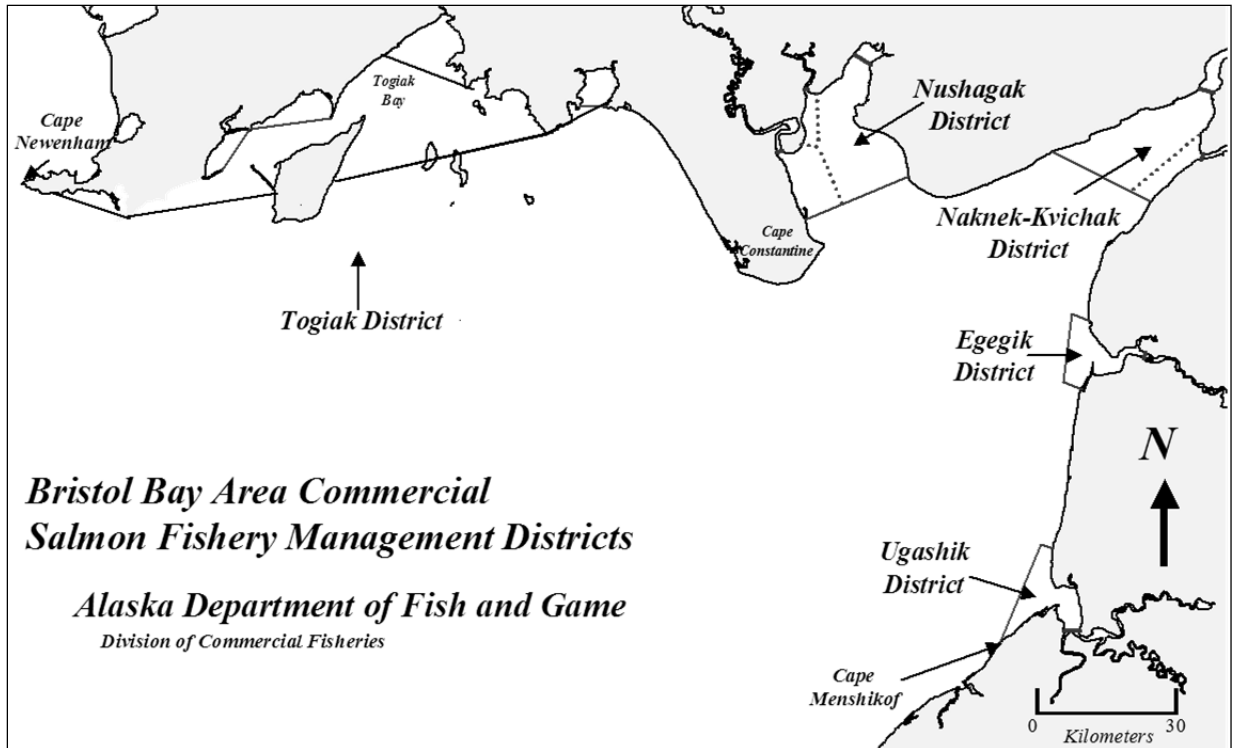 Togiak
Bay
Cape
Newenham
Nushagak
District
Naknek-Kvichak
District
Cape
Constantine
Togiak District
Egegik
District
N
Bristol Bay Area Commercial
Salmon Fishery Management Districts
Ugashik
District
Alaska Department of Fish and Game
Division of Commercial Fisheries
Cape
Menshikof
0 30
Kilometers